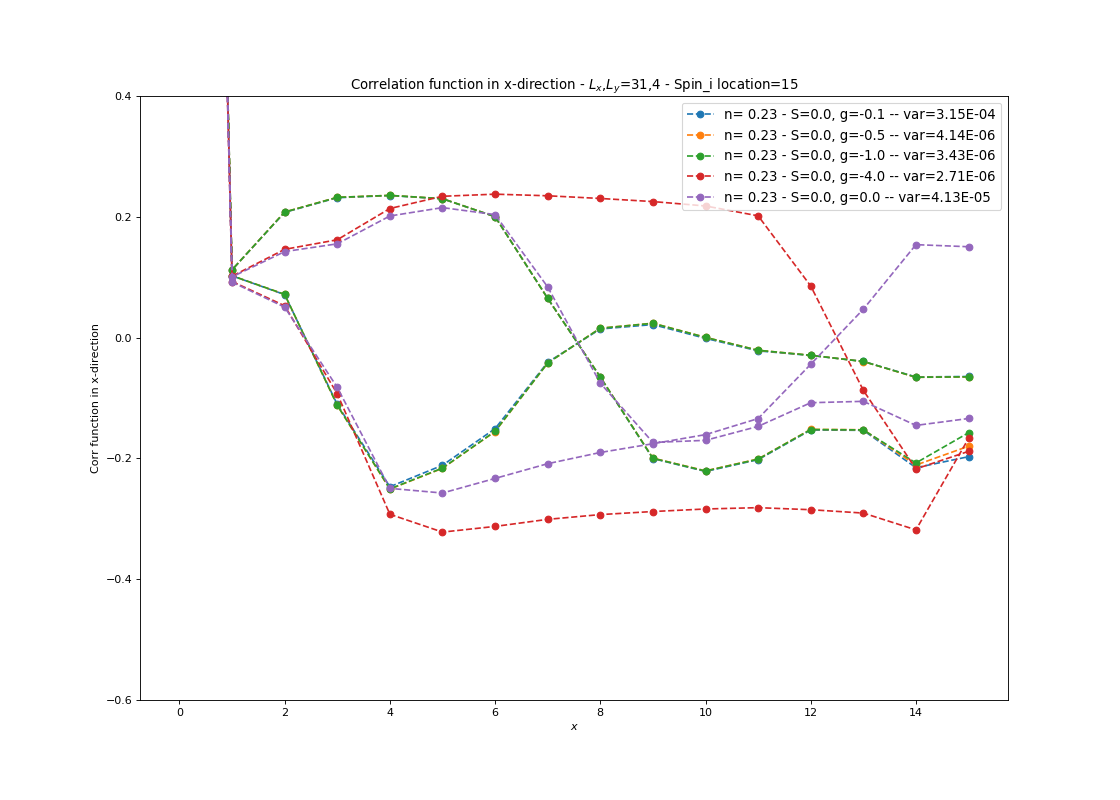 Correlation function in x-direction - Lx,Ly=31,4 - Spin_i location=15
n= 0.23 - S=0.0, g=-0.1 -- var=3.15E-04
n= 0.23 - S=0.0, g=-0.5 -- var=4.14E-06
n= 0.23 - S=0.0, g=-1.0 -- var=3.43E-06
n= 0.23 - S=0.0, g=-4.0 -- var=2.71E-06
n= 0.23 - S=0.0, g=0.0 -- var=4.13E-05
Corr function in x-direction
0.4
0.2
0.0
−0.2
−0.4
−0.6
0 2 4 6 8 10 12 14
x